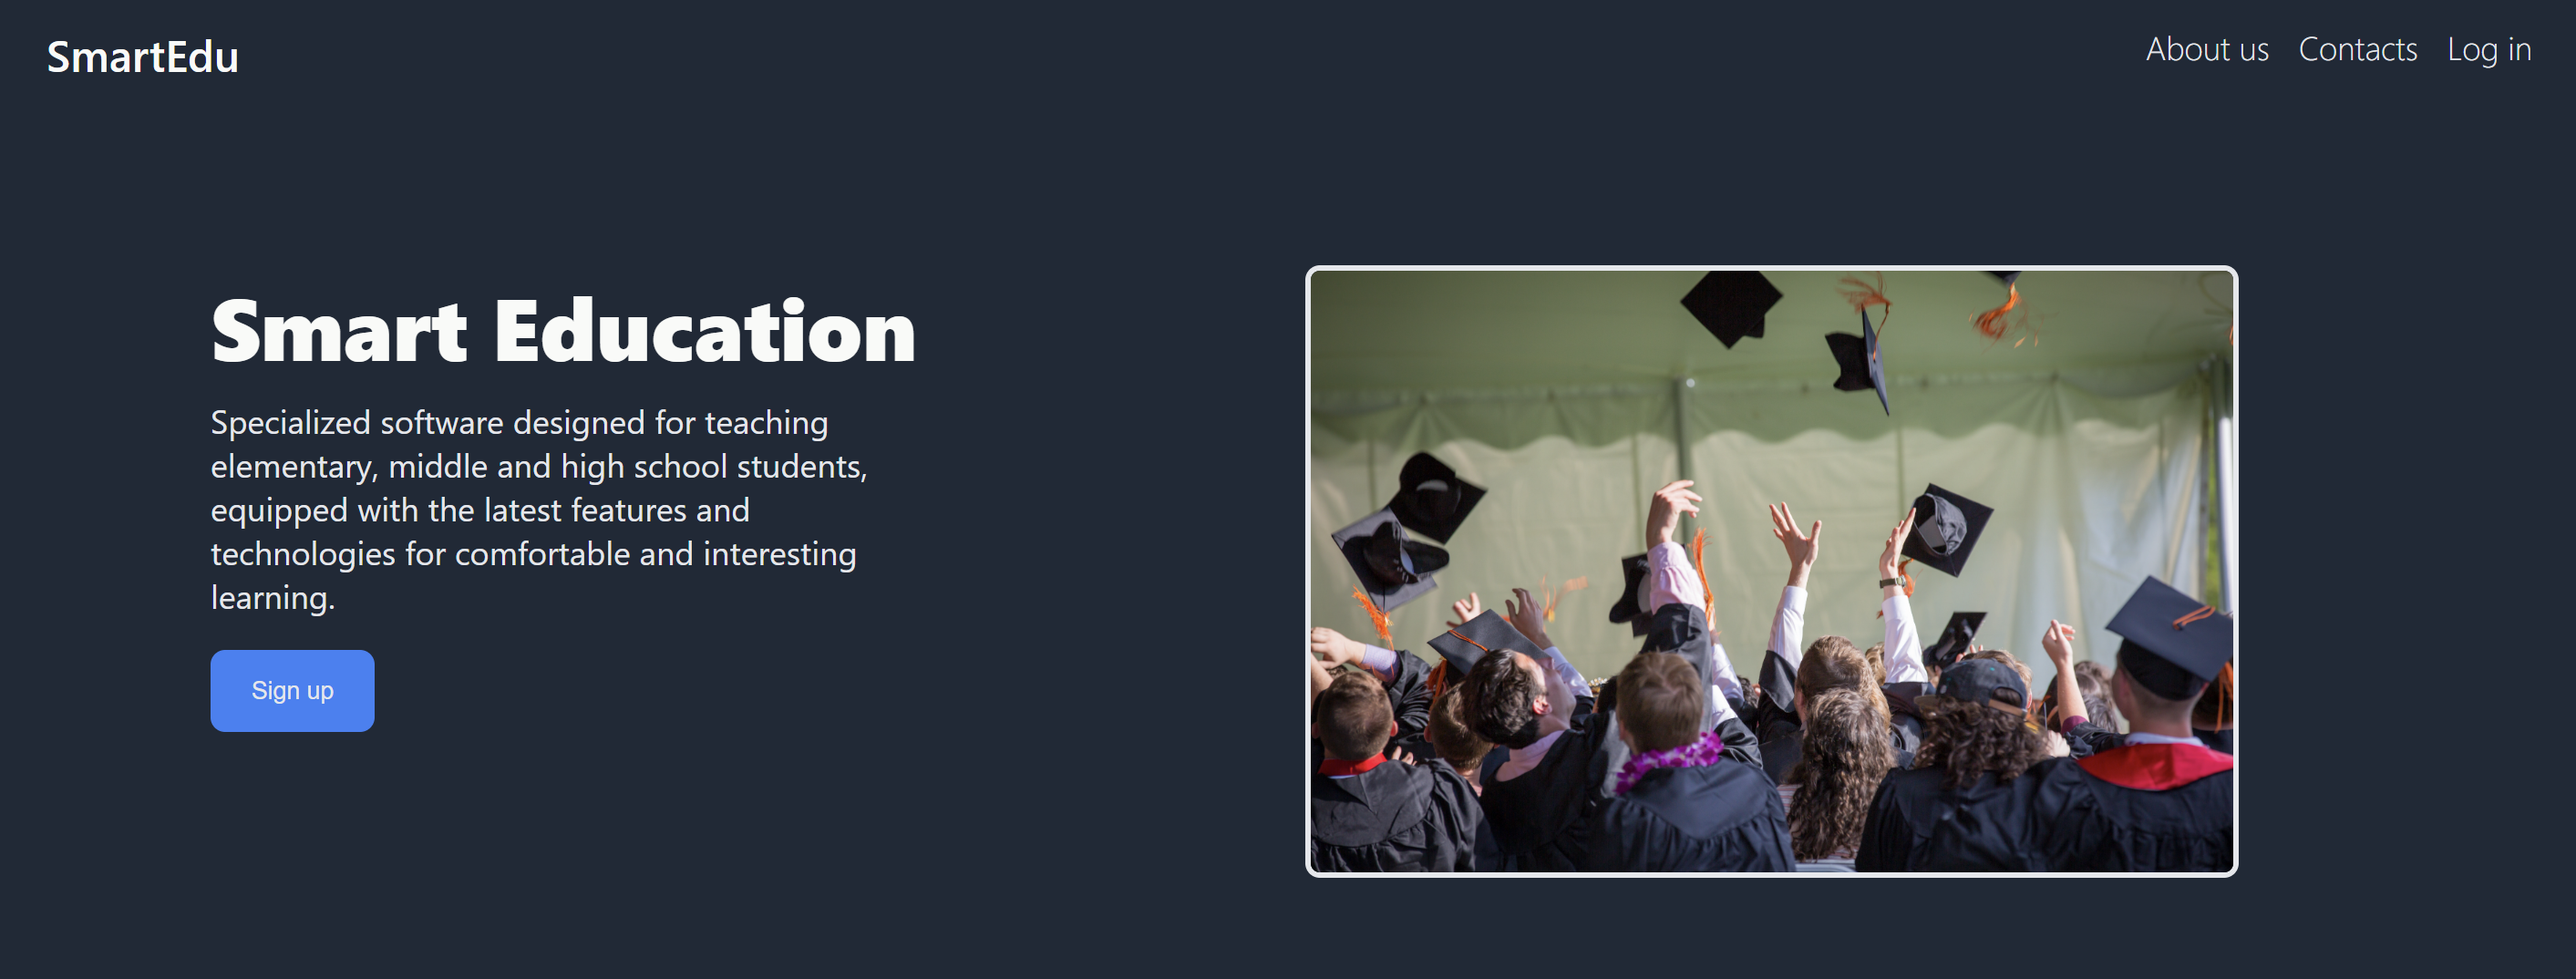 SmartEdu
About us
Contacts
Log in
Smart Education
Specialized software designed for teaching
elementary, middle and high school students,
equipped with the latest features and
technologies for comfortable and interesting
learning.
Sign up